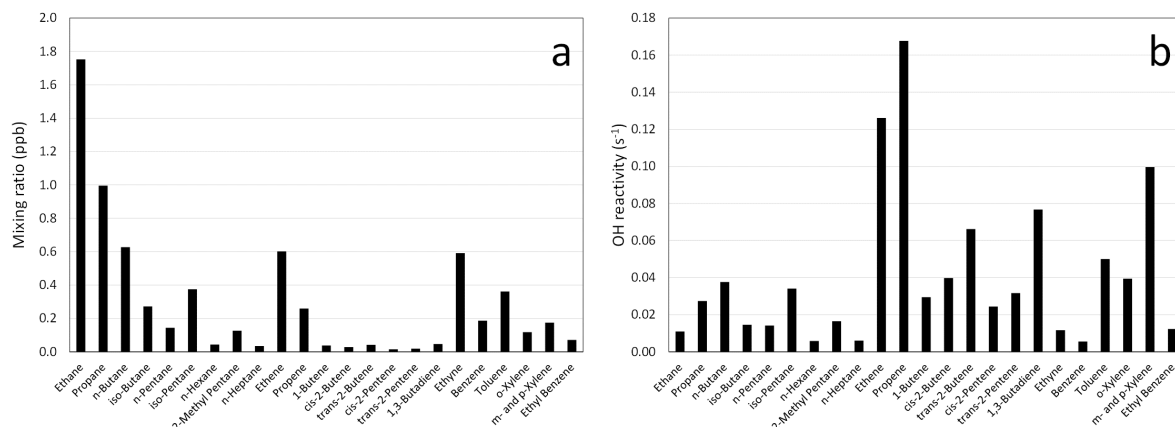 a
Mixing ratio (ppb)
2.0
1.8
1.6
1.4
1.2
1.0
0.8
0.6
0.4
0.2
0.0
Ethane
Propane
n-Butane
iso-Butane
n-Pentane
iso-Pentane
n-Hexane
2-Methyl Pentane
n-Heptane
Ethene
Propene
1-Butene
cis-2-Butene
trans-2-Butene
cis-2-Pentene
trans-2-Pentene
1,3-Butadiene
Ethyne
Benzene
Toluene
o-Xylene
m- and p-Xylene
Ethyl Benzene
b
OH reactivity (s-1)
0.18
0.16
0.14
0.12
0.10
0.08
0.06
0.04
0.02
0.00
Ethane
Propane
n-Butane
iso-Butane
n-Pentane
iso-Pentane
n-Hexane
2-Methyl Pentane
n-Heptane
Ethene
Propene
1-Butene
cis-2-Butene
trans-2-Butene
cis-2-Pentene
trans-2-Pentene
1,3-Butadiene
Ethyne
Benzene
Toluene
o-Xylene
m- and p-Xylene
Ethyl Benzene